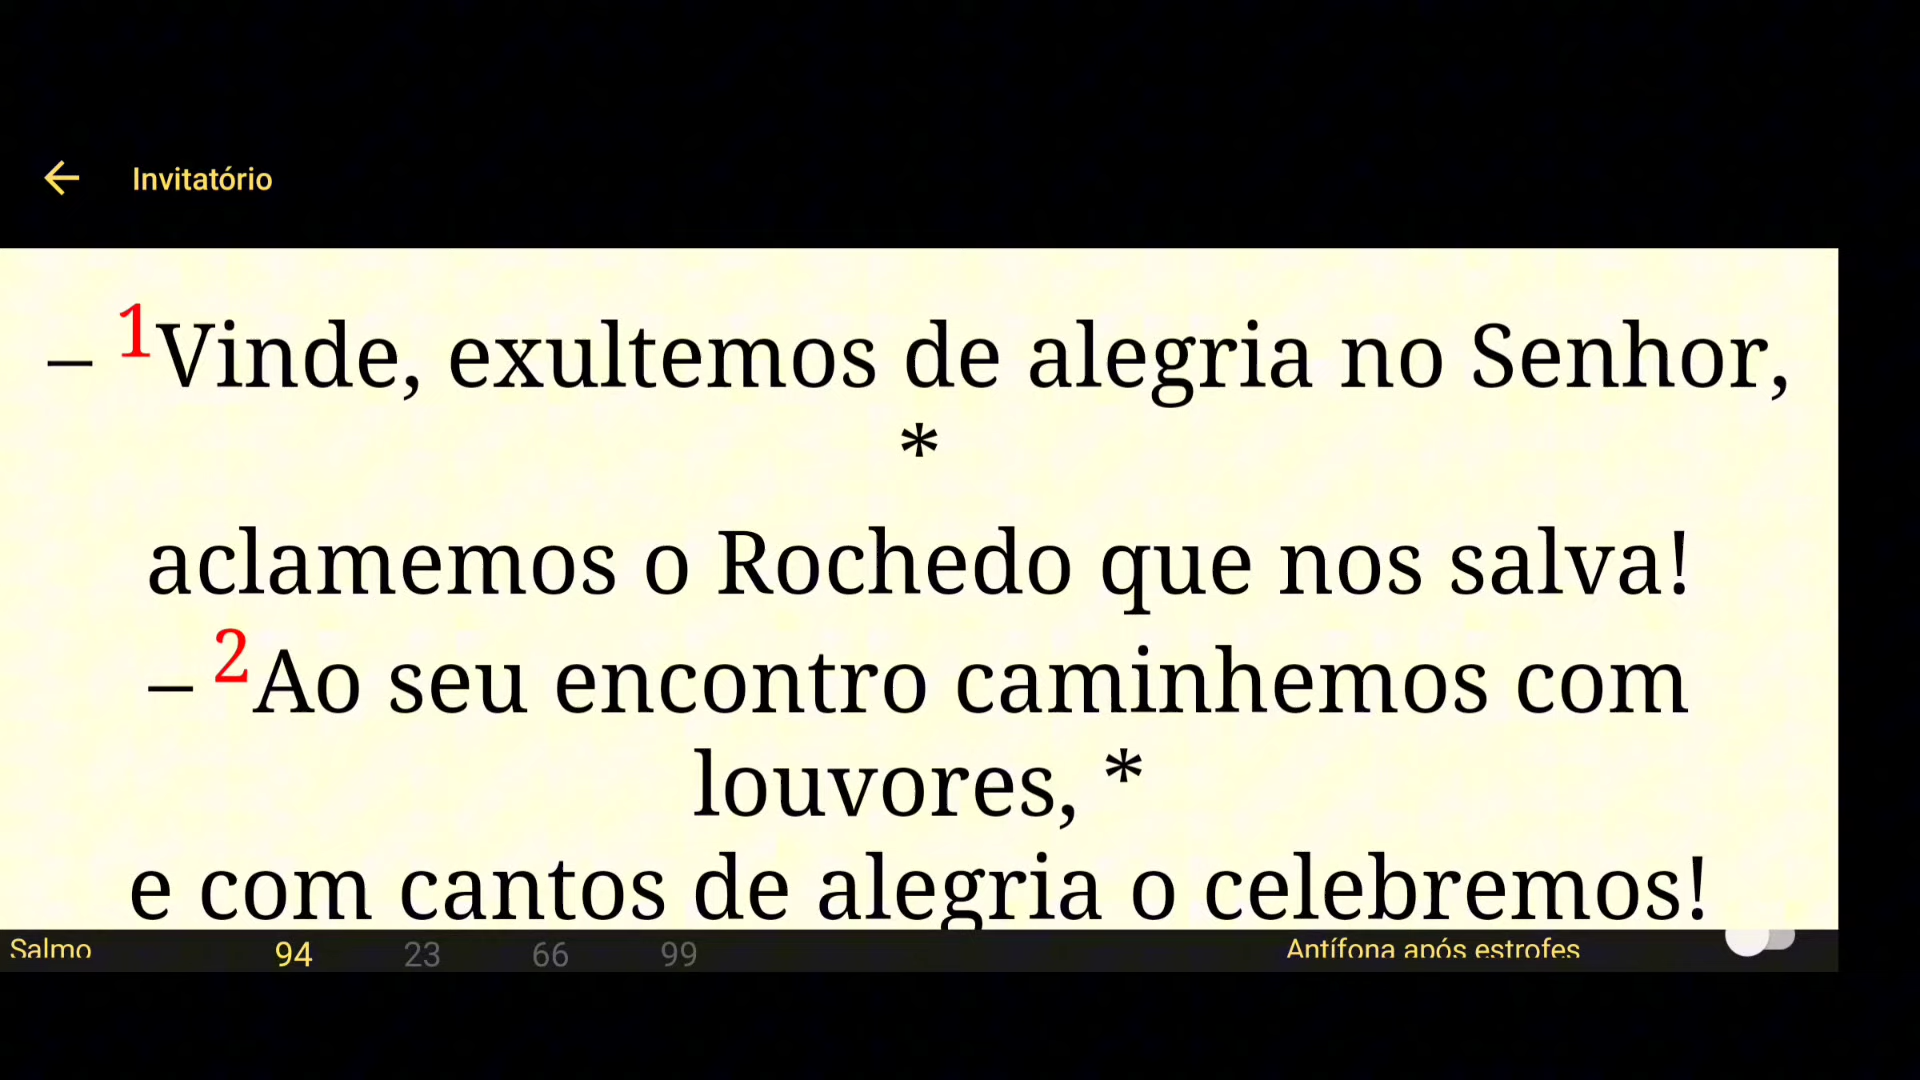 Invitatório
– 1Vinde, exultemos de alegria no Senhor,
*
aclamemos o Rochedo que nos salva!
– 2Ao seu encontro caminhemos com
louvores, *
e com cantos de alegria o celebremos!
Salmo 94 23 66 99 Antífona após estrofes